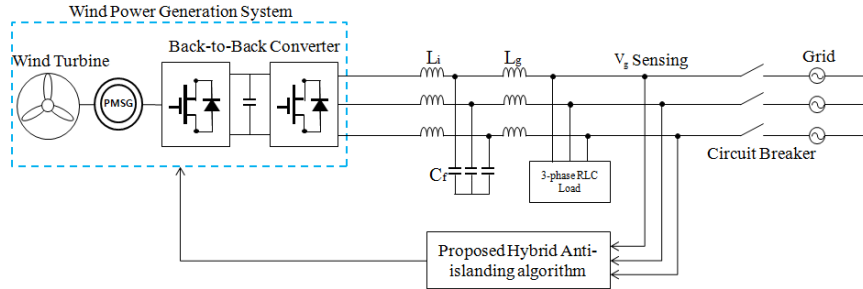 Wind Power Generation System
Wind Turbine
Back-to-Back Converter
PMSG
Li
Lg
Vg Sensing
Grid
Circuit Breaker
Cf
3-phase RLC
Load
Proposed Hybrid Anti-
islanding algorithm